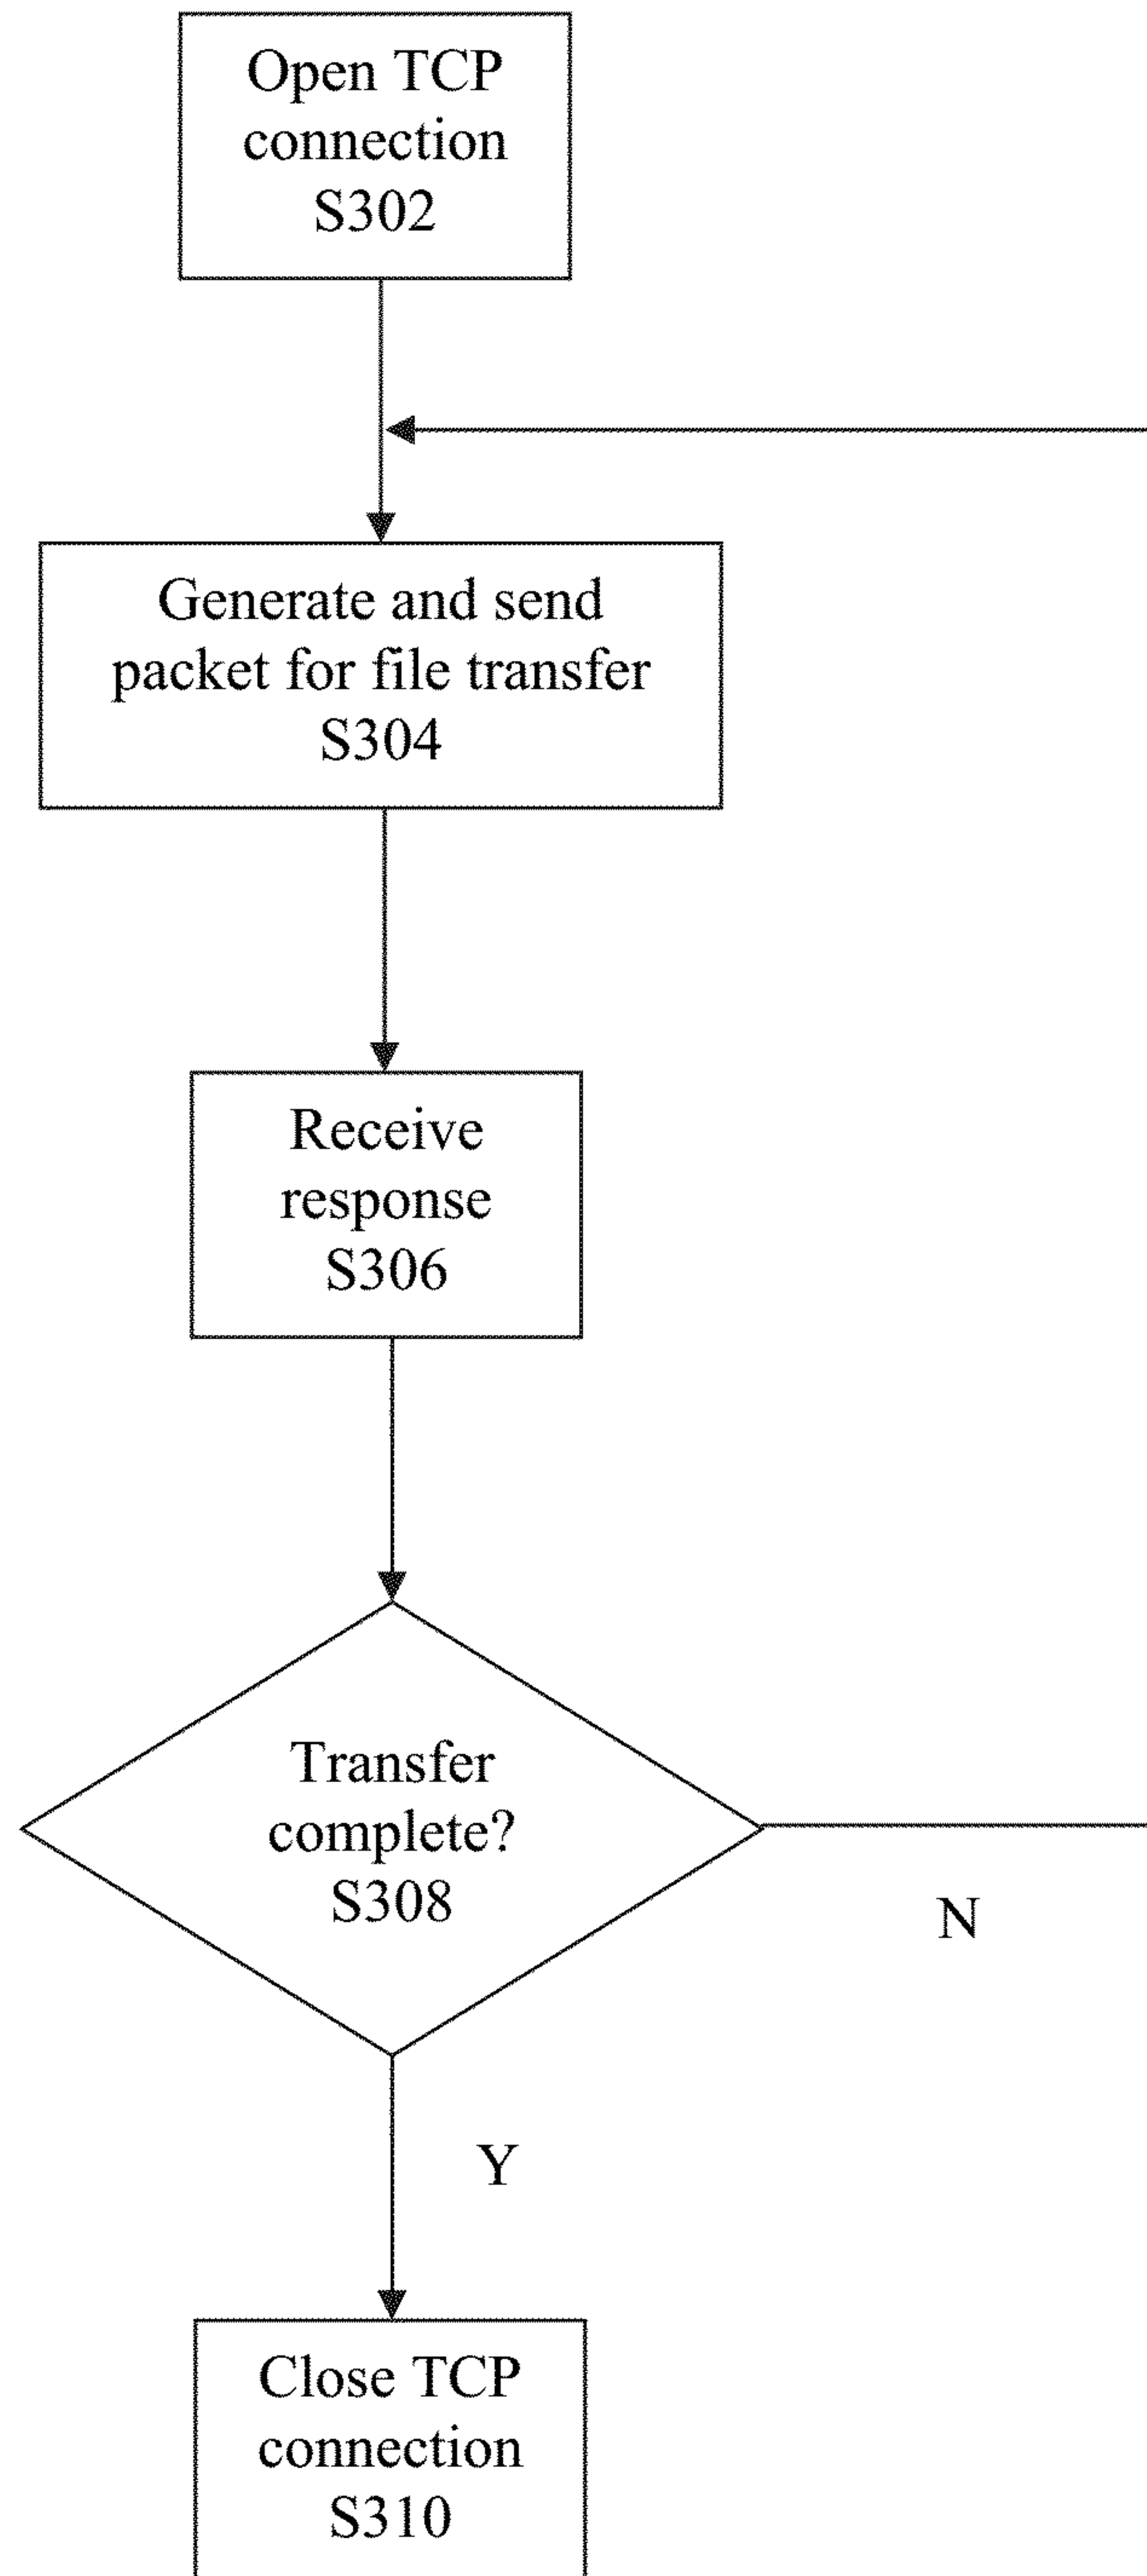 Open TCP
connection
S302
Generate and send
packet for file transfer
S304
Receive
response
S306
Transfer
complete?
S308
N
Y
Close TCP
connection
S310